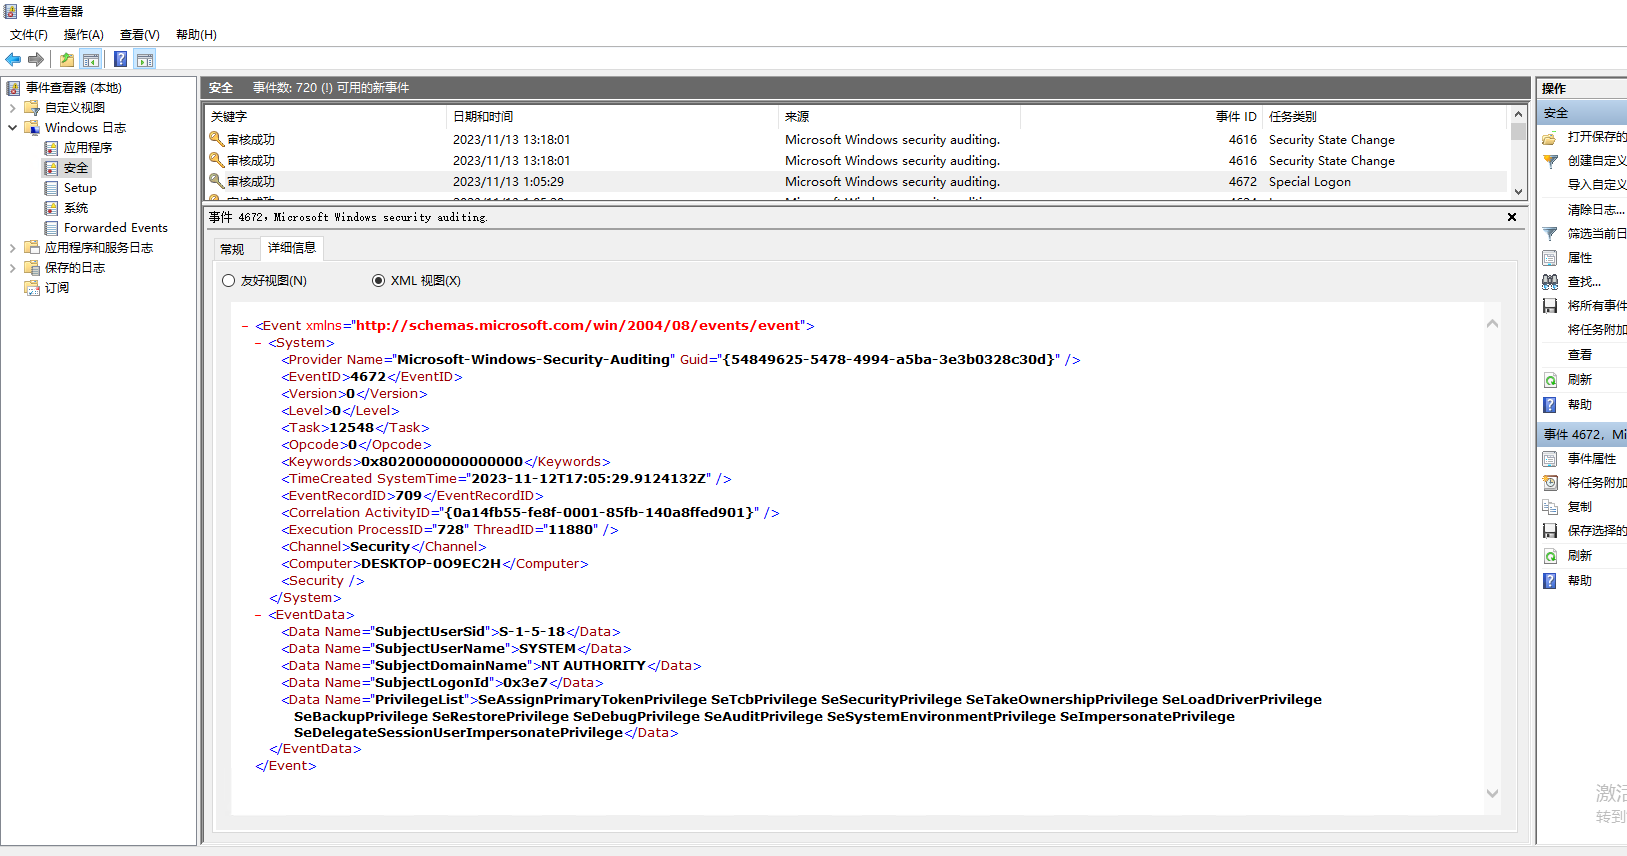 事件查看器
文件(F) 操作(A) 查看(V) 帮助(H)
事件查看器 (本地)
自定义视图
Windows 日志
应用程序
安全
Setup
系统
Forwarded Events
应用程序和服务日志
保存的日志
订阅
安全 事件数: 720 (!) 可用的新事件
关键字 日期和时间 来源 事件 ID 任务类别
审核成功 2023/11/13 13:18:01 Microsoft Windows security auditing. 4616 Security State Change
审核成功 2023/11/13 13:18:01 Microsoft Windows security auditing. 4616 Security State Change
审核成功 2023/11/13 1:05:29 Microsoft Windows security auditing. 4672 Special Logon
事件 4672，Microsoft Windows security auditing.
常规 详细信息
友好视图(N) XML 视图(X)
- <Event xmlns="http://schemas.microsoft.com/win/2004/08/events/event">
- <System>
<Provider Name="Microsoft-Windows-Security-Auditing" Guid="{54849625-5478-4994-a5ba-3e3b0328c30d}" />
<EventID>4672</EventID>
<Version>0</Version>
<Level>0</Level>
<Task>12548</Task>
<Opcode>0</Opcode>
<Keywords>0x8020000000000000</Keywords>
<TimeCreated SystemTime="2023-11-12T17:05:29.9124132Z" />
<EventRecordID>709</EventRecordID>
<Correlation ActivityID="{0a14fb55-fe8f-0001-85fb-140a8ffed901}" />
<Execution ProcessID="728" ThreadID="11880" />
<Channel>Security</Channel>
<Computer>DESKTOP-0O9EC2H</Computer>
<Security />
</System>
- <EventData>
<Data Name="SubjectUserSid">S-1-5-18</Data>
<Data Name="SubjectUserName">SYSTEM</Data>
<Data Name="SubjectDomainName">NT AUTHORITY</Data>
<Data Name="SubjectLogonId">0x3e7</Data>
<Data Name="PrivilegeList">SeAssignPrimaryTokenPrivilege SeTcbPrivilege SeSecurityPrivilege SeTakeOwnershipPrivilege SeLoadDriverPrivilege
SeBackupPrivilege SeRestorePrivilege SeDebugPrivilege SeAuditPrivilege SeSystemEnvironmentPrivilege SeImpersonatePrivilege
SeDelegateSessionUserImpersonatePrivilege</Data>
</EventData>
</Event>
操作
安全
打开保存的
创建自定义
导入自定义
清除日志...
筛选当前日
属性
查找...
将所有事件
将任务附加
查看
刷新
帮助
事件 4672，Mi
事件属性
将任务附加
复制
保存选择的
刷新
帮助
激活
转到